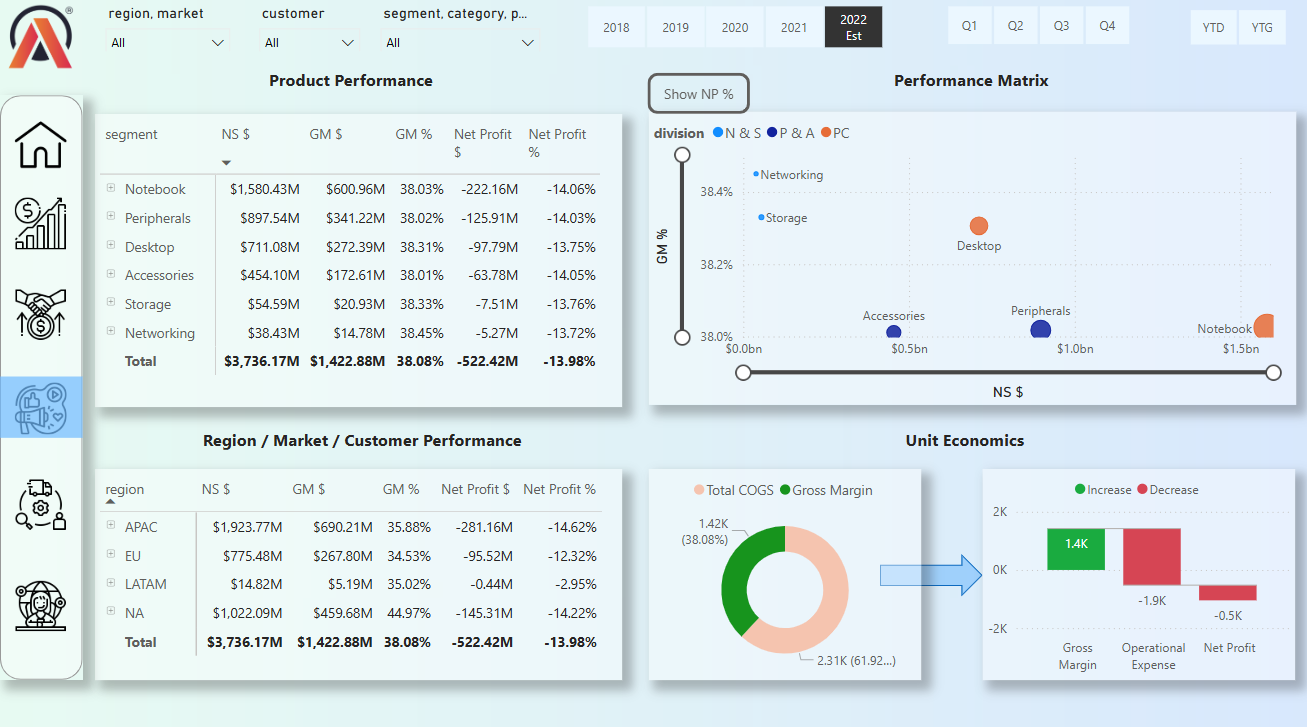 region, market
customer
segment, category, p...
All
All
All
2018
2019
2020
2021
2022
Est
Q1
Q2
Q3
Q4
YTD
YTG
Product Performance
segment NS $ GM $ GM % Net Profit $ Net Profit %
Notebook $1,580.43M $600.96M 38.03% -222.16M -14.06%
Peripherals $897.54M $341.22M 38.02% -125.91M -14.03%
Desktop $711.08M $272.39M 38.31% -97.79M -13.75%
Accessories $454.10M $172.61M 38.01% -63.78M -14.05%
Storage $54.59M $20.93M 38.33% -7.51M -13.76%
Networking $38.43M $14.78M 38.45% -5.27M -13.72%
Total $3,736.17M $1,422.88M 38.08% -522.42M -13.98%
Performance Matrix
Show NP %
division N & S P & A PC
GM %
38.4%
38.2%
38.0%
Networking
Storage
Desktop
Accessories
Peripherals
Notebook
$0.0bn $0.5bn $1.0bn $1.5bn
NS $
Region / Market / Customer Performance
region NS $ GM $ GM % Net Profit $ Net Profit %
APAC $1,923.77M $690.21M 35.88% -281.16M -14.62%
EU $775.48M $267.80M 34.53% -95.52M -12.32%
LATAM $14.82M $5.19M 35.02% -0.44M -2.95%
NA $1,022.09M $459.68M 44.97% -145.31M -14.22%
Total $3,736.17M $1,422.88M 38.08% -522.42M -13.98%
Unit Economics
Total COGS Gross Margin
1.42K
(38.08%)
2.31K (61.92...)
Increase Decrease
2K
0K
-2K
1.4K
-1.9K
-0.5K
Gross
Margin
Operational
Expense
Net Profit